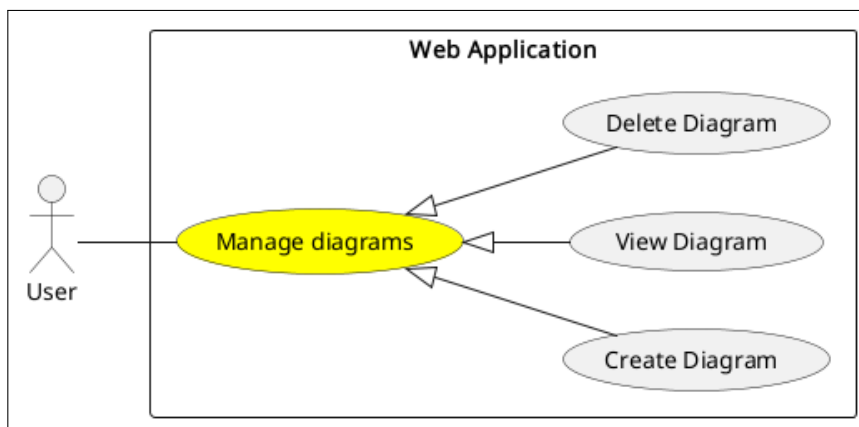 Web Application
Delete Diagram
Manage diagrams
View Diagram
User
Create Diagram